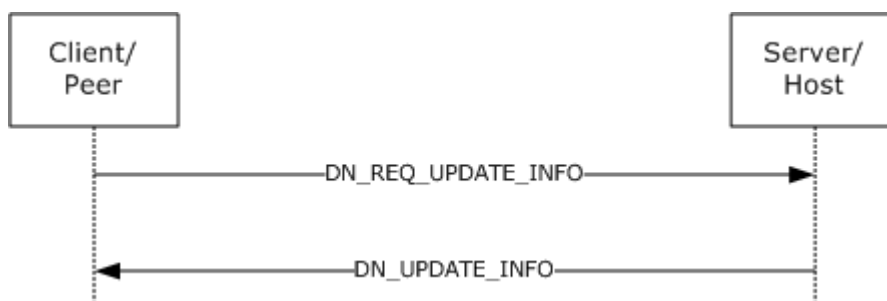 Client/
Peer
Server/
Host
DN_REQ_UPDATE_INFO
DN_UPDATE_INFO